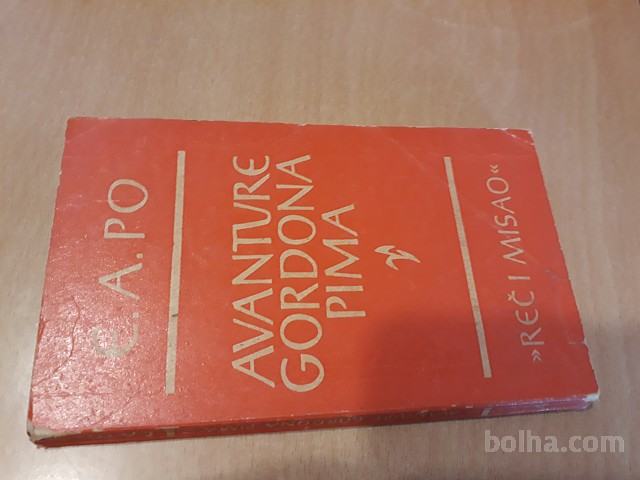 E. A. PO
AVANTURE
GORDONA
PIMA
»REČ I MISAO«
bolha.com